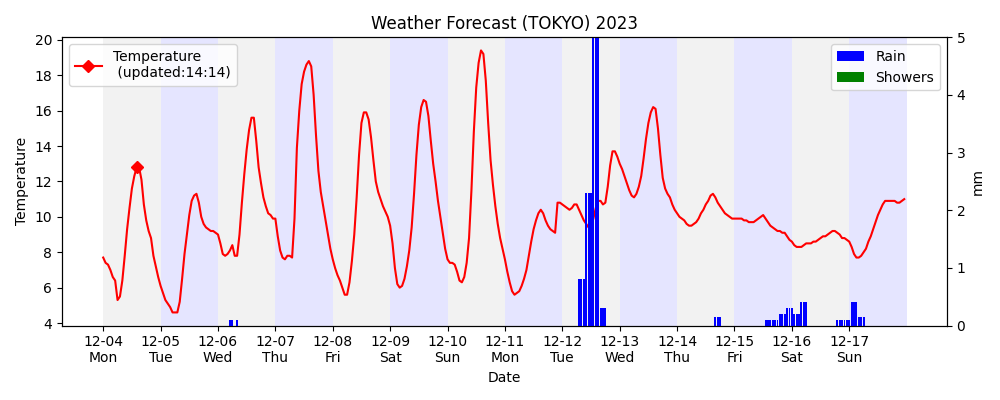 Weather Forecast (TOKYO) 2023
Temperature
(updated:14:14)
Rain
Showers
Temperature
20
18
16
14
12
10
8
6
4
5
4
3
2
1
0
mm
12-04 12-05 12-06 12-07 12-08 12-09 12-10 12-11 12-12 12-13 12-14 12-15 12-16 12-17
Mon Tue Wed Thu Fri Sat Sun Mon Tue Wed Thu Fri Sat Sun
Date